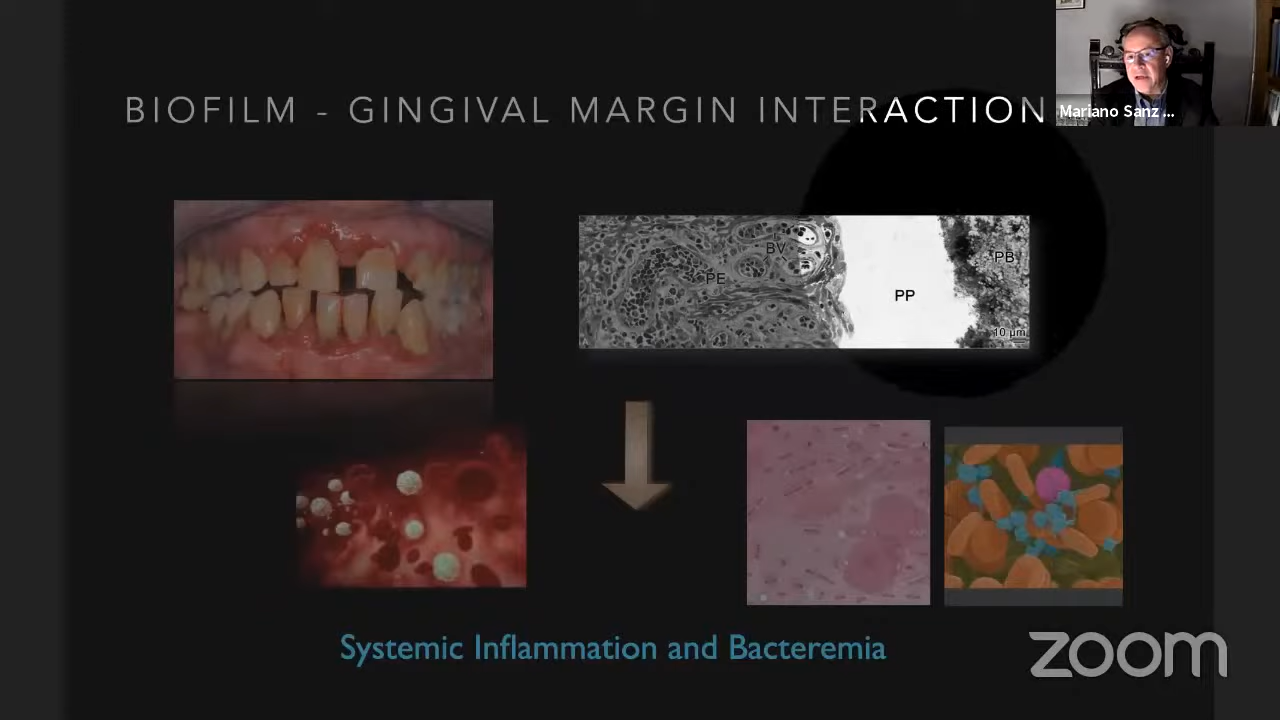 BIOFILM - GINGIVAL MARGIN INTERACTION
Mariano Sanz ...
BV
PE
PP
PB
10 µm
Systemic Inflammation and Bacteremia
zoom